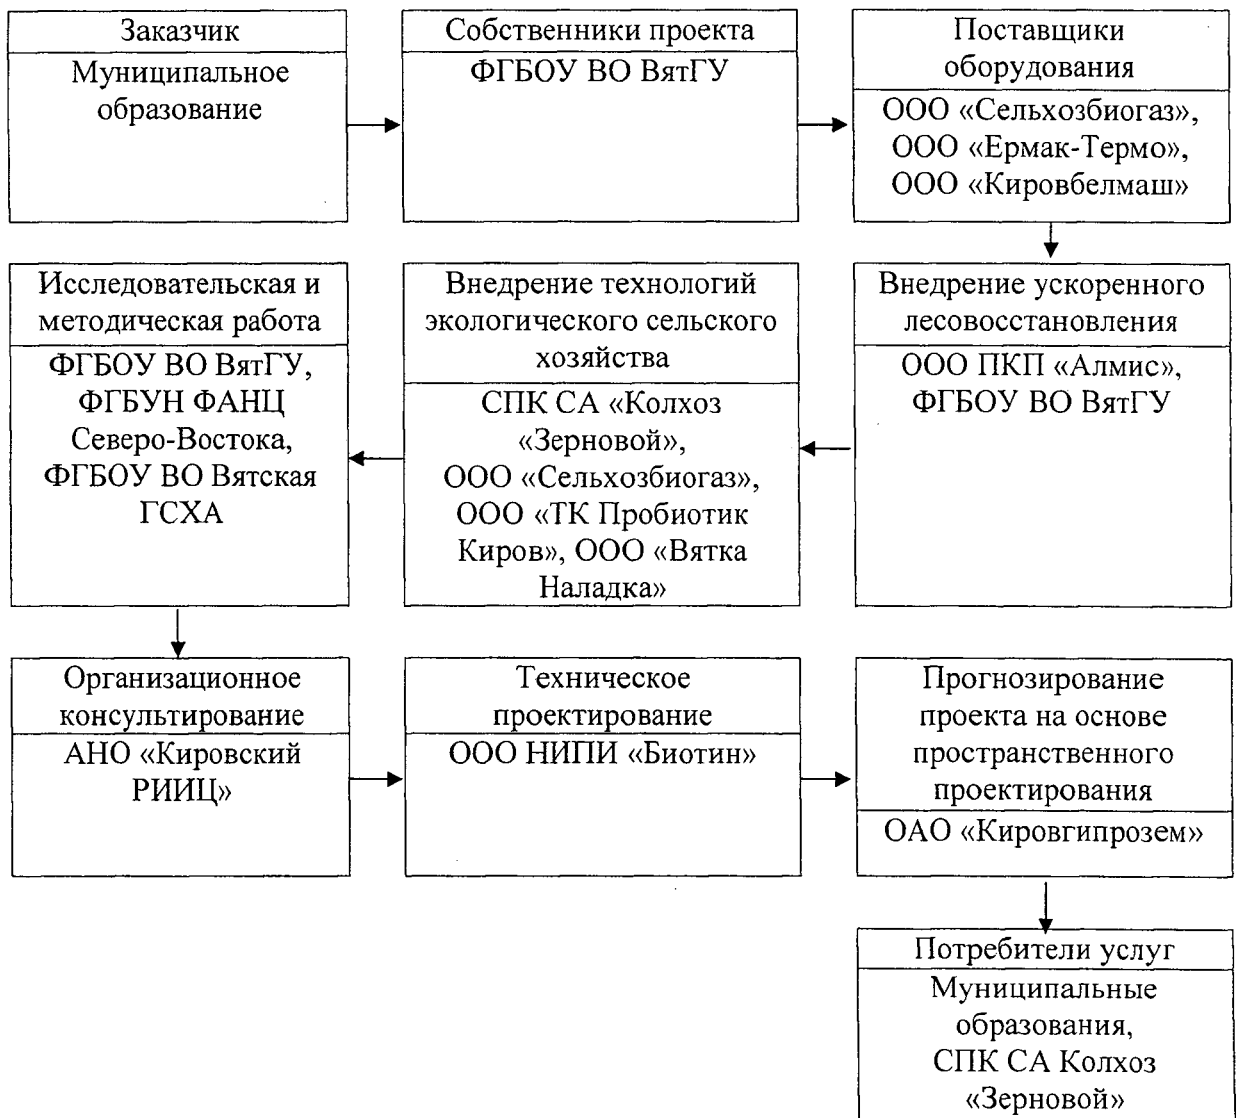 Заказчик
Муниципальное
образование
Собственники проекта
ФГБОУ ВО ВятГУ
Поставщики
оборудования
ООО «Сельхозбиогаз»,
ООО «Ермак-Термо»,
ООО «Кировбелмаш»
Исследовательская и
методическая работа
ФГБОУ ВО ВятГУ,
ФГБУН ФАНЦ
Северо-Востока,
ФГБОУ ВО Вятская
ГСХА
Внедрение технологий
экологического сельского
хозяйства
СПК СА «Колхоз
«Зерновой»,
ООО «Сельхозбиогаз»,
ООО «ТК Пробиотик
Киров», ООО «Вятка
Наладка»
Внедрение ускоренного
лесовосстановления
ООО ПКП «Алмис»,
ФГБОУ ВО ВятГУ
Организационное
консультирование
АНО «Кировский
РИИЦ»
Техническое
проектирование
ООО НИПИ «Биотин»
Прогнозирование
проекта на основе
пространственного
проектирования
ОАО «Кировгипрозем»
Потребители услуг
Муниципальные
образования,
СПК СА Колхоз
«Зерновой»